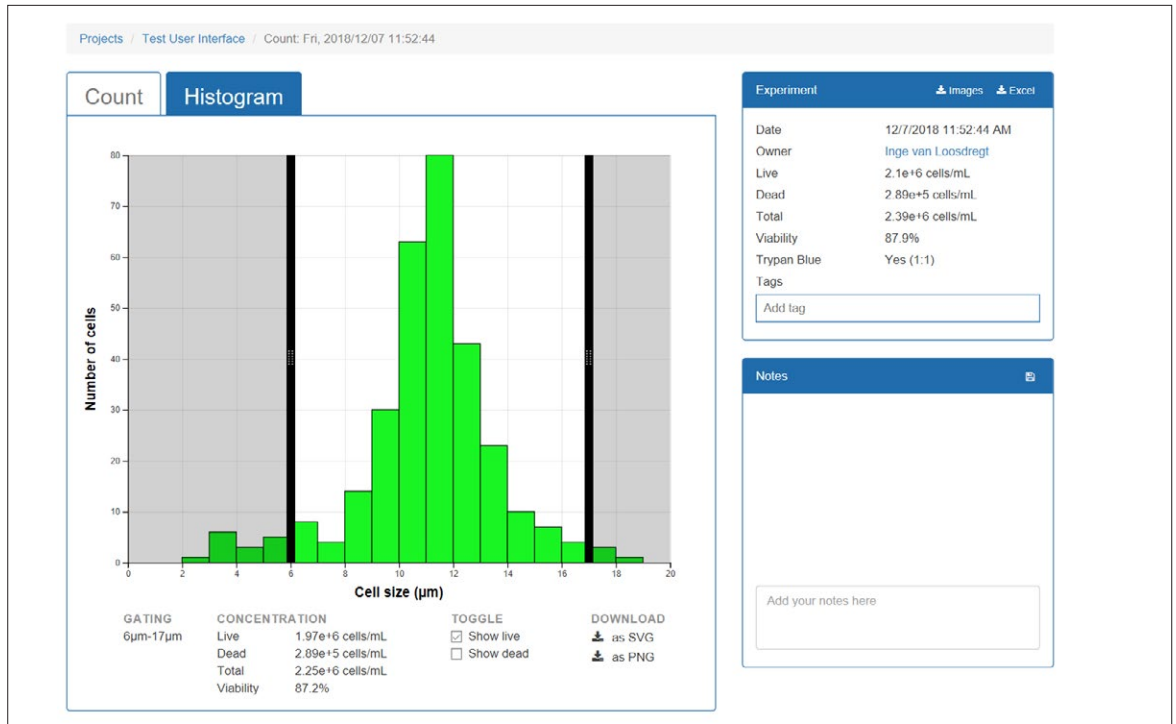 Projects / Test User Interface / Count: Fri, 2018/12/07 11:52:44
Count
Histogram
80
70
60
50
40
30
20
10
0
Number of cells
0 2 4 6 8 10 12 14 16 18 20
Cell size (µm)
GATING
6µm-17µm
CONCENTRATION
Live 1.97e+6 cells/mL
Dead 2.89e+5 cells/mL
Total 2.25e+6 cells/mL
Viability 87.2%
TOGGLE
Show live
Show dead
DOWNLOAD
as SVG
as PNG
Experiment Images Excel
Date 12/7/2018 11:52:44 AM
Owner Inge van Loosdregt
Live 2.1e+6 cells/mL
Dead 2.89e+5 cells/mL
Total 2.39e+6 cells/mL
Viability 87.9%
Trypan Blue Yes (1:1)
Tags
Add tag
Notes
Add your notes here